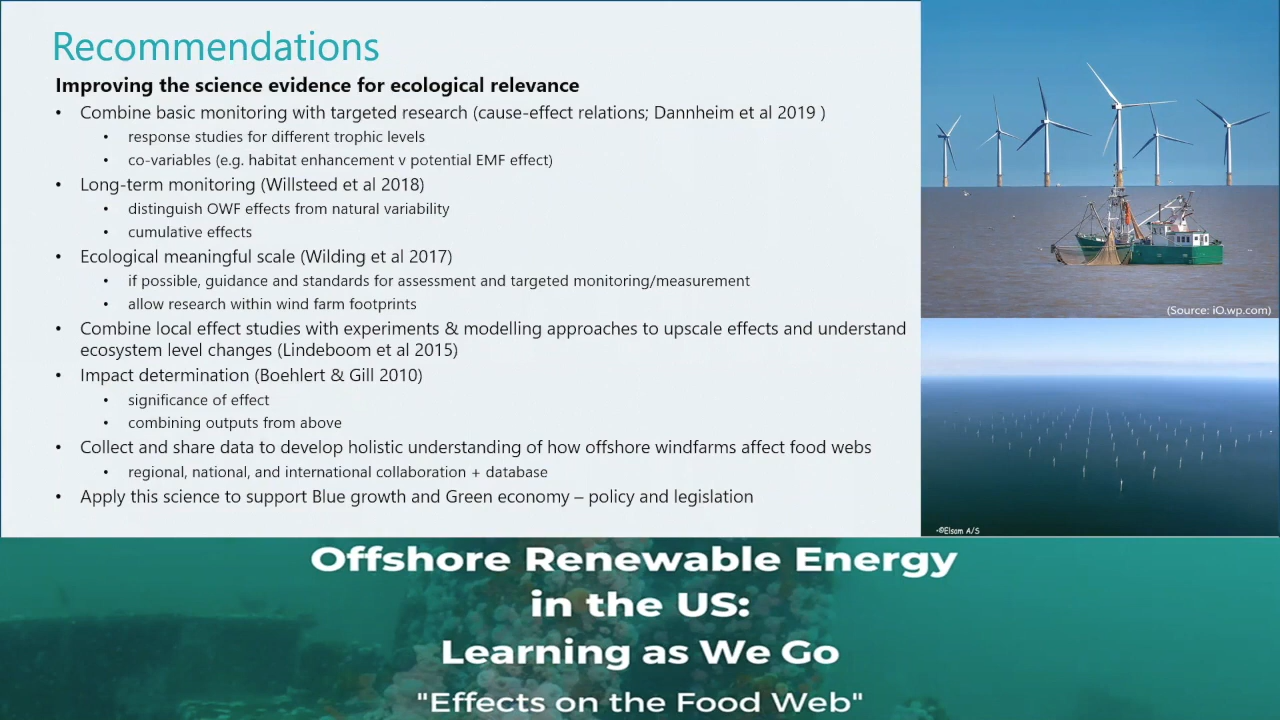 Recommendations
Improving the science evidence for ecological relevance
• Combine basic monitoring with targeted research (cause-effect relations; Dannheim et al 2019 )
• response studies for different trophic levels
• co-variables (e.g. habitat enhancement v potential EMF effect)
• Long-term monitoring (Willsteed et al 2018)
• distinguish OWF effects from natural variability
• cumulative effects
• Ecological meaningful scale (Wilding et al 2017)
• if possible, guidance and standards for assessment and targeted monitoring/measurement
• allow research within wind farm footprints
• Combine local effect studies with experiments & modelling approaches to upscale effects and understand
ecosystem level changes (Lindeboom et al 2015)
• Impact determination (Boehlert & Gill 2010)
• significance of effect
• combining outputs from above
• Collect and share data to develop holistic understanding of how offshore windfarms affect food webs
• regional, national, and international collaboration + database
• Apply this science to support Blue growth and Green economy – policy and legislation
(Source: iO.wp.com)
-©Elsam A/S
Offshore Renewable Energy
in the US:
Learning as We Go
"Effects on the Food Web"